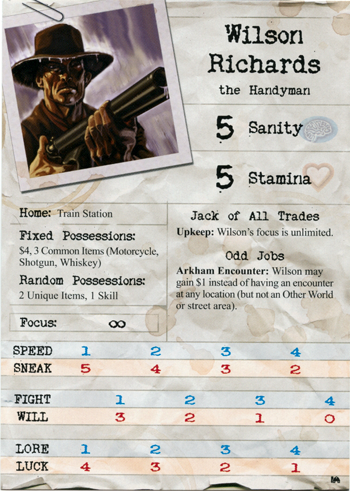 Wilson
Richards
the Handyman
5 Sanity
5 Stamina
Home: Train Station
Fixed Possessions:
$4, 3 Common Items (Motorcycle,
Shotgun, Whiskey)
Random Possessions:
2 Unique Items, 1 Skill
Focus: ∞
Jack of All Trades
Upkeep: Wilson's focus is unlimited.
Odd Jobs
Arkham Encounter: Wilson may
gain $1 instead of having an encounter
at any location (but not an Other World
or street area).
SPEED 1 2 3 4
SNEAK 5 4 3 2
FIGHT 1 2 3 4
WILL 3 2 1 0
LORE 1 2 3 4
LUCK 4 3 2 1